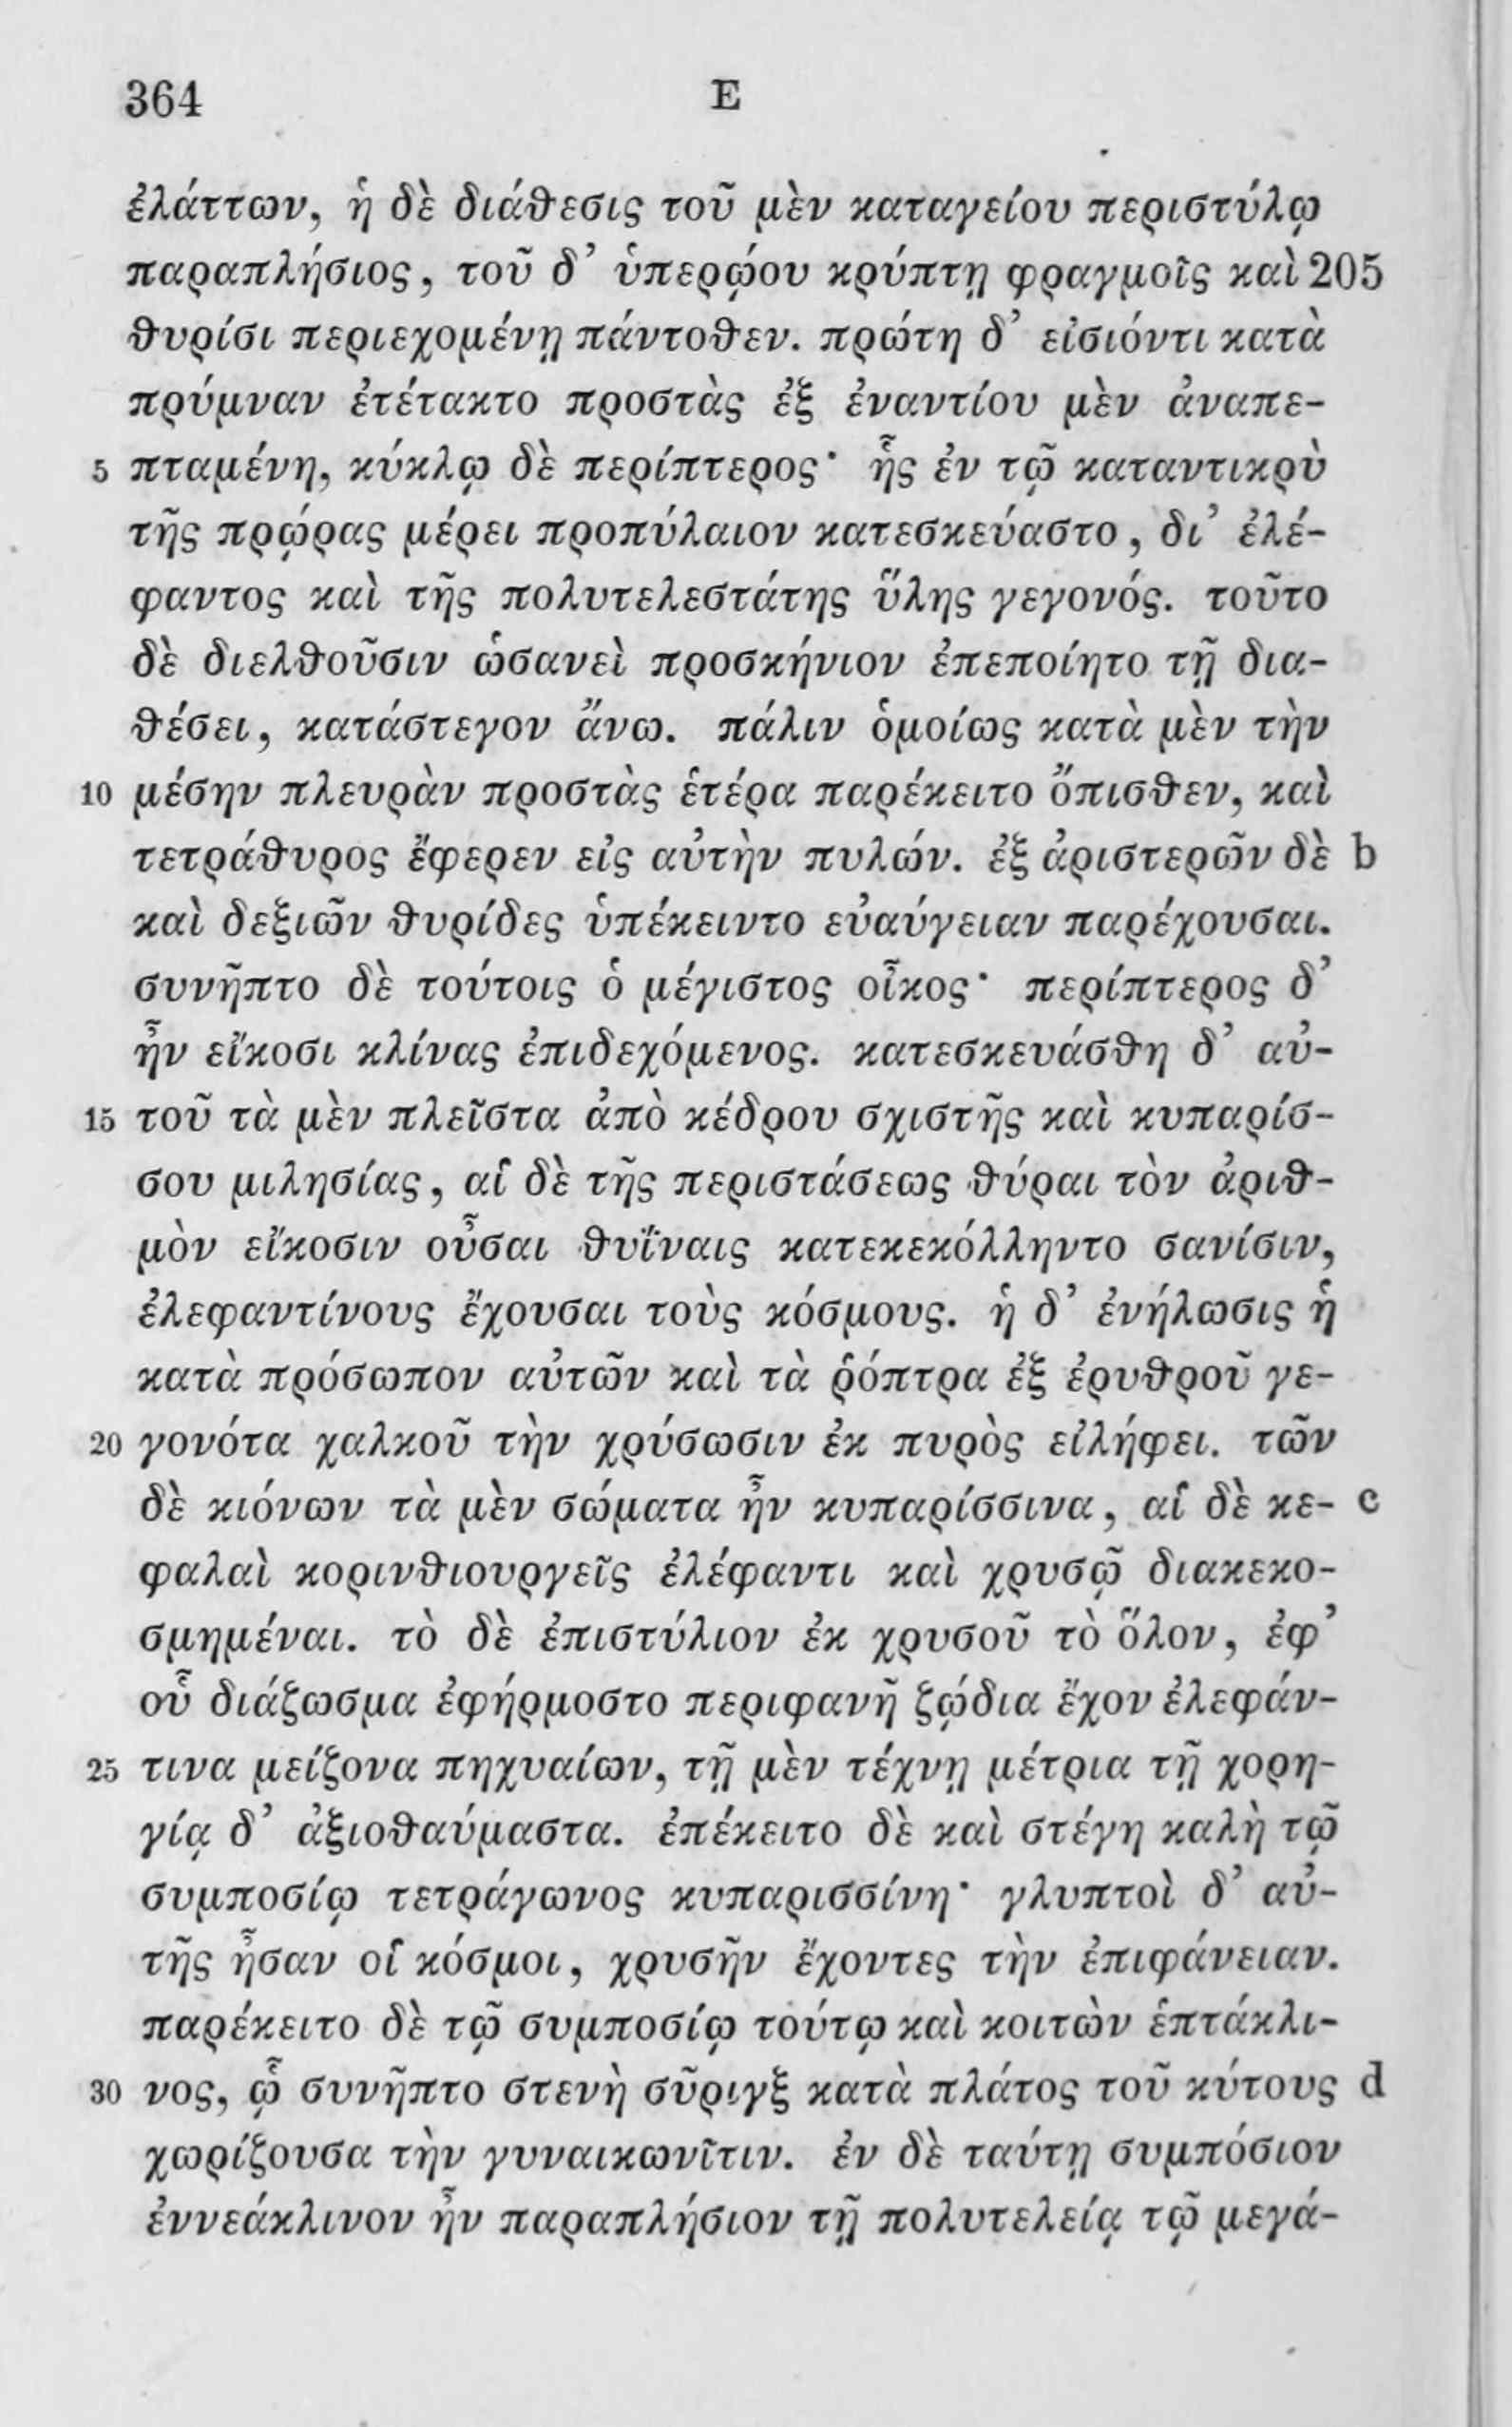 364 E
ἐλάττων, ἡ δὲ διάθεσις τοῦ μὲν καταγείου περιστύλῳ
παραπλήσιος, τοῦ δ' ὑπερῴου κρύπτῃ φραγμοῖς καὶ 205
θυρίσι περιεχομένῃ πάντοθεν. πρώτη δ' εἰσιόντι κατὰ
πρύμναν ἐτέτακτο προστὰς ἐξ ἐναντίου μὲν ἀναπε-
5 πταμένη, κύκλῳ δὲ περίπτερος· ἧς ἐν τῷ καταντικρὺ
τῆς πρῴρας μέρει προπύλαιον κατεσκεύαστο, δι' ἐλέ-
φαντος καὶ τῆς πολυτελεστάτης ὕλης γεγονός. τοῦτο
δὲ διελθοῦσιν ὡσανεὶ προσκήνιον ἐπεποίητο τῇ δια-
θέσει, κατάστεγον ἄνω. πάλιν ὁμοίως κατὰ μὲν τὴν
10 μέσην πλευρὰν προστὰς ἑτέρα παρέκειτο ὄπισθεν, καὶ
τετράθυρος ἔφερεν εἰς αὐτὴν πυλών. ἐξ ἀριστερῶν δὲ b
καὶ δεξιῶν θυρίδες ὑπέκειντο εὐαύγειαν παρέχουσαι.
συνῆπτο δὲ τούτοις ὁ μέγιστος οἶκος· περίπτερος δ'
ἦν εἴκοσι κλίνας ἐπιδεχόμενος. κατεσκευάσθη δ' αὐ-
15 τοῦ τὰ μὲν πλεῖστα ἀπὸ κέδρου σχιστῆς καὶ κυπαρίσ-
σου μιλησίας, αἱ δὲ τῆς περιστάσεως θύραι τὸν ἀριθ-
μὸν εἴκοσιν οὖσαι θυΐναις κατεκεκόλληντο σανίσιν,
ἐλεφαντίνους ἔχουσαι τοὺς κόσμους. ἡ δ' ἐνήλωσις ἡ
κατὰ πρόσωπον αὐτῶν καὶ τὰ ῥόπτρα ἐξ ἐρυθροῦ γε-
20 γονότα χαλκοῦ τὴν χρύσωσιν ἐκ πυρὸς εἰλήφει. τῶν
δὲ κιόνων τὰ μὲν σώματα ἦν κυπαρίσσινα, αἱ δὲ κε- c
φαλαὶ κορινθιουργεῖς ἐλέφαντι καὶ χρυσῷ διακεκο-
σμημέναι. τὸ δὲ ἐπιστύλιον ἐκ χρυσοῦ τὸ ὅλον, ἐφ'
οὗ διάζωσμα ἐφήρμοστο περιφανῆ ζῴδια ἔχον ἐλεφάν-
25 τινα μείζονα πηχυαίων, τῇ μὲν τέχνῃ μέτρια τῇ χορη-
γίᾳ δ' ἀξιοθαύμαστα. ἐπέκειτο δὲ καὶ στέγη καλὴ τῷ
συμποσίῳ τετράγωνος κυπαρισσίνη· γλυπτοὶ δ' αὐ-
τῆς ἦσαν οἱ κόσμοι, χρυσῆν ἔχοντες τὴν ἐπιφάνειαν.
παρέκειτο δὲ τῷ συμποσίῳ τούτῳ καὶ κοιτὼν ἑπτάκλι-
30 νος, ᾧ συνῆπτο στενὴ σῦριγξ κατὰ πλάτος τοῦ κύτους d
χωρίζουσα τὴν γυναικωνῖτιν. ἐν δὲ ταύτῃ συμπόσιον
ἐννεάκλινον ἦν παραπλήσιον τῇ πολυτελείᾳ τῷ μεγά-